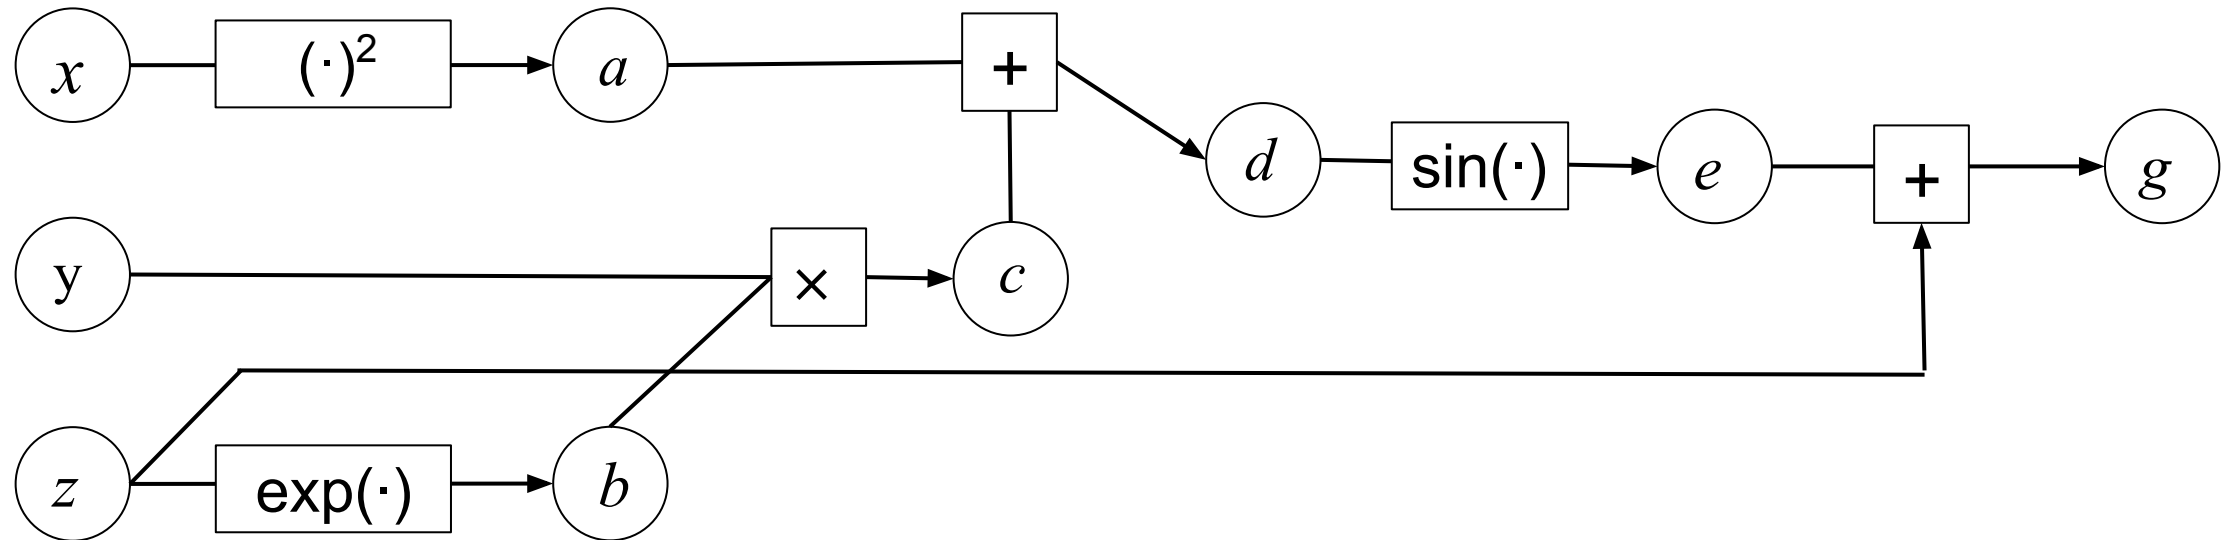 x (·)² a +
d sin(·) e + g
y × c
z exp(·) b